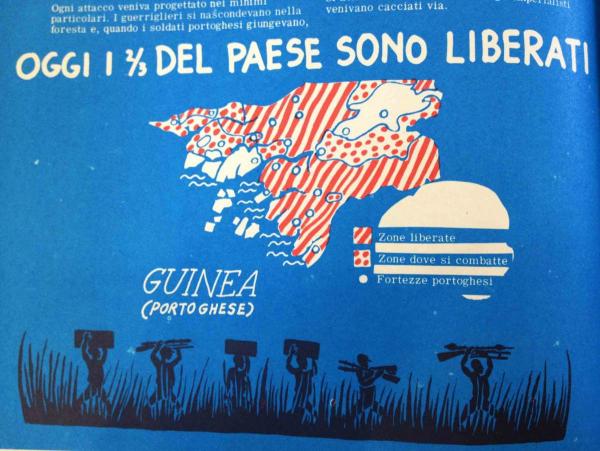 Ogni attacco veniva progettato nei minimi
particolari. I guerriglieri si nascondevano nella
foresta e, quando i soldati portoghesi giungevano,
imperialisti
venivano cacciati via.
OGGI I 2/3 DEL PAESE SONO LIBERATI
Zone liberate
Zone dove si combatte
Fortezze portoghesi
GUINEA
(PORTOGHESE)